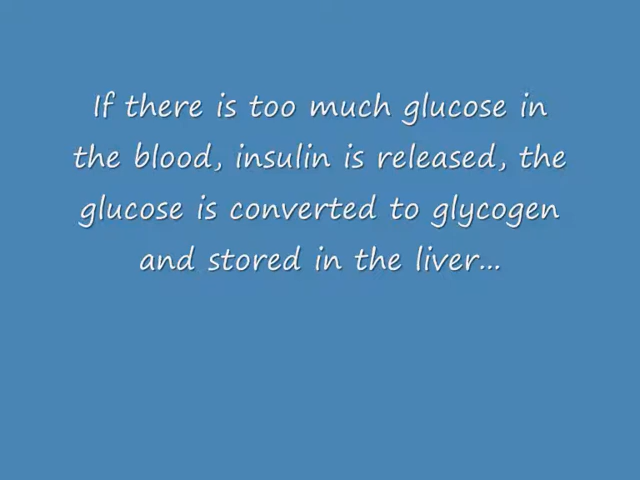 If there is too much glucose in
the blood, insulin is released, the
glucose is converted to glycogen
and stored in the liver...